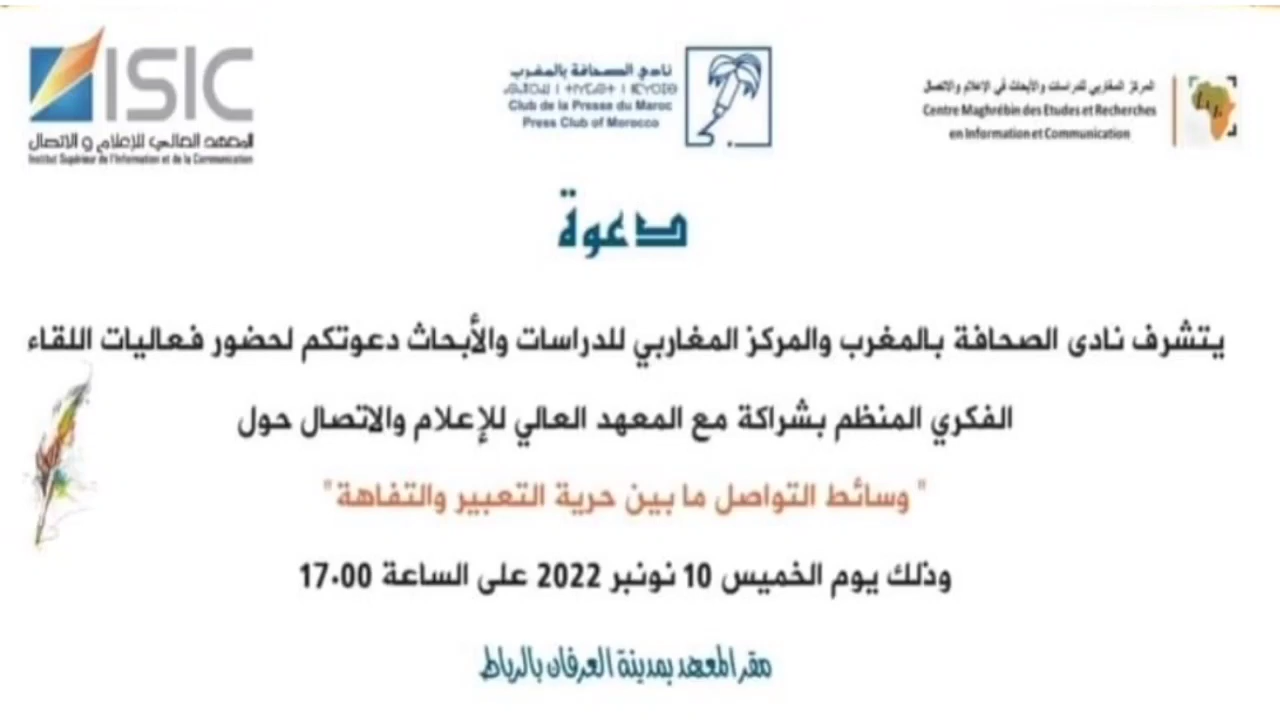 ISIC
المعهد العالي للإعلام و الاتصال
Institut Supérieur de l'Information et de la Communication
نادي الصحافة بالمغرب
Club de la Presse du Maroc
Press Club of Morocco
المركز المغاربي للدراسات والأبحاث في الإعلام والاتصال
Centre Maghrébin des Etudes et Recherches
en Information et Communication
دعوة
يتشرف نادى الصحافة بالمغرب والمركز المغاربي للدراسات والأبحاث دعوتكم لحضور فعاليات اللقاء
الفكري المنظم بشراكة مع المعهد العالي للإعلام والاتصال حول
" وسائط التواصل ما بين حرية التعبير والتفاهة"
وذلك يوم الخميس 10 نونبر 2022 على الساعة 17.00
مقر المعهد بمدينة العرفان بالرباط